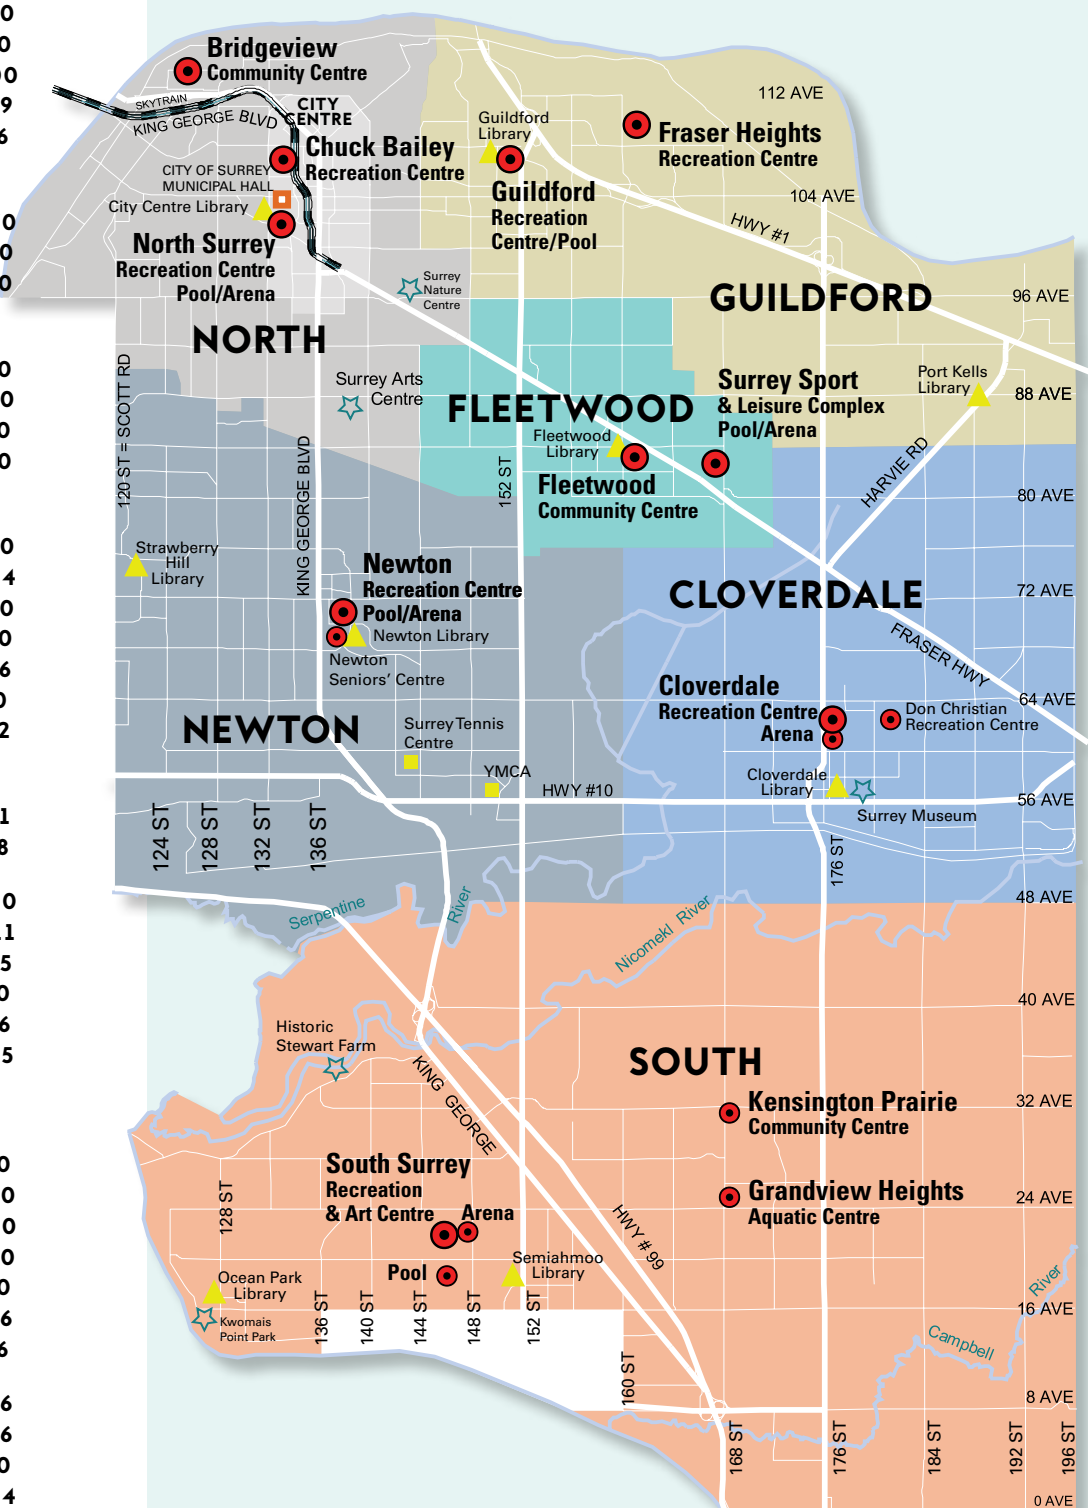 Bridgeview
Community Centre
SKYTRAIN
KING GEORGE BLVD
CITY
CENTRE
Chuck Bailey
Recreation Centre
CITY OF SURREY
MUNICIPAL HALL
City Centre Library
North Surrey
Recreation Centre
Pool/Arena
NORTH
Guildford
Library
Guildford
Recreation
Centre/Pool
112 AVE
Fraser Heights
Recreation Centre
104 AVE
HWY #1
Surrey
Nature
Centre
GUILDFORD
96 AVE
120 ST = SCOTT RD
Surrey Arts
Centre
FLEETWOOD
Surrey Sport
& Leisure Complex
Pool/Arena
Port Kells
Library
88 AVE
Fleetwood
Library
Fleetwood
Community Centre
KING GEORGE BLVD
152 ST
HARVIE RD
80 AVE
Strawberry
Hill
Library
Newton
Recreation Centre
Pool/Arena
Newton Library
Newton
Seniors' Centre
CLOVERDALE
72 AVE
FRASER HWY
Cloverdale
Recreation Centre
Arena
Don Christian
Recreation Centre
64 AVE
NEWTON
Surrey Tennis
Centre
YMCA
HWY #10
Cloverdale
Library
Surrey Museum
56 AVE
124 ST
128 ST
132 ST
136 ST
176 ST
48 AVE
Serpentine
River
Nicomekl River
40 AVE
Historic
Stewart Farm
KING GEORGE
SOUTH
Kensington Prairie
Community Centre
32 AVE
South Surrey
Recreation
& Art Centre
Arena
Pool
Grandview Heights
Aquatic Centre
24 AVE
128 ST
HWY # 99
Semiahmoo
Library
Ocean Park
Library
Kwomais
Point Park
136 ST
140 ST
144 ST
148 ST
152 ST
River
16 AVE
Campbell
160 ST
8 AVE
168 ST
176 ST
184 ST
192 ST
196 ST
0 AVE